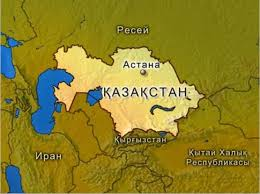 Ресей
Астана
ҚАЗАҚСТАН
Қырғызстан
Иран
Қытай Халық
Республикасы